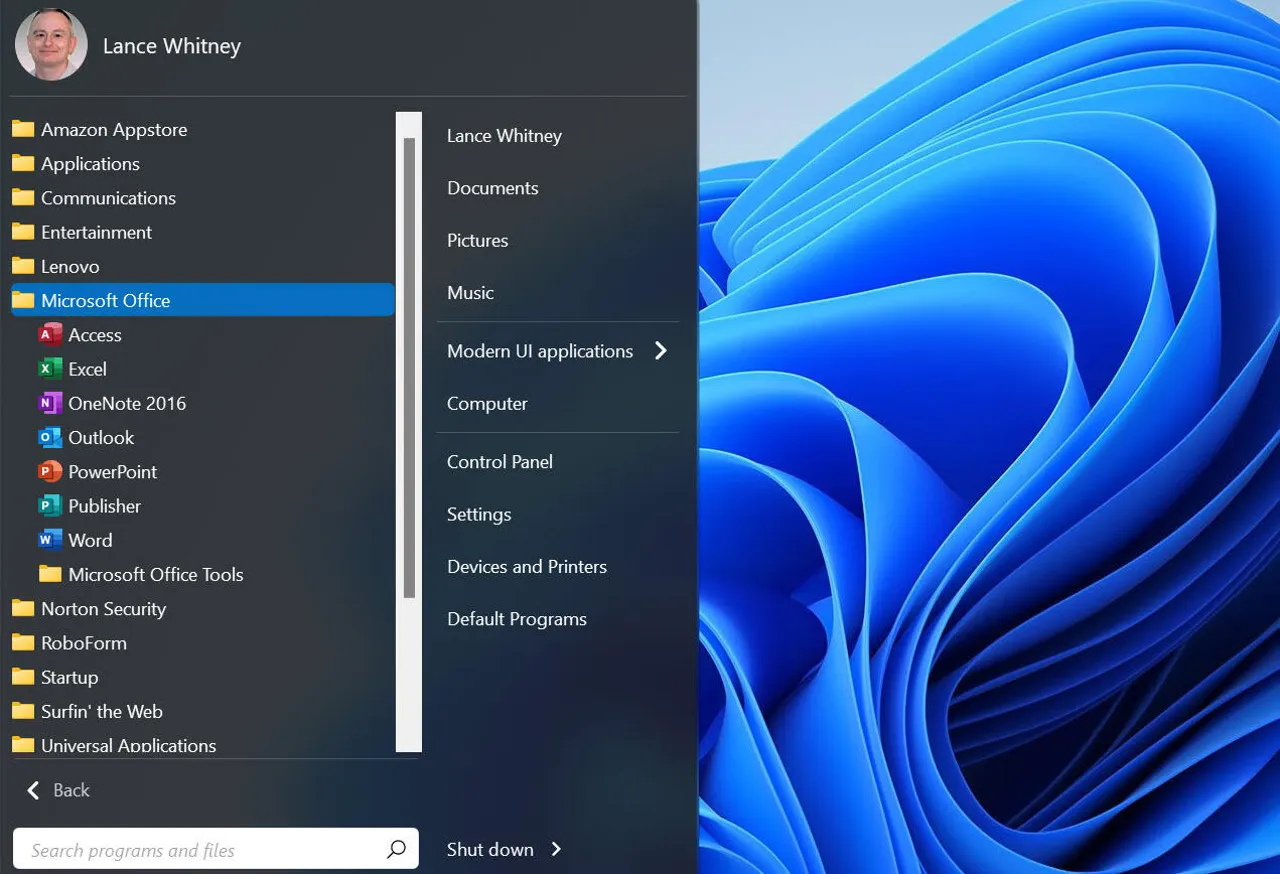 Lance Whitney
Amazon Appstore
Applications
Communications
Entertainment
Lenovo
Microsoft Office
A Access
X Excel
N OneNote 2016
O Outlook
P PowerPoint
P Publisher
W Word
Microsoft Office Tools
Norton Security
RoboForm
Startup
Surfin' the Web
Universal Applications
Back
Search programs and files
Lance Whitney
Documents
Pictures
Music
Modern UI applications
Computer
Control Panel
Settings
Devices and Printers
Default Programs
Shut down